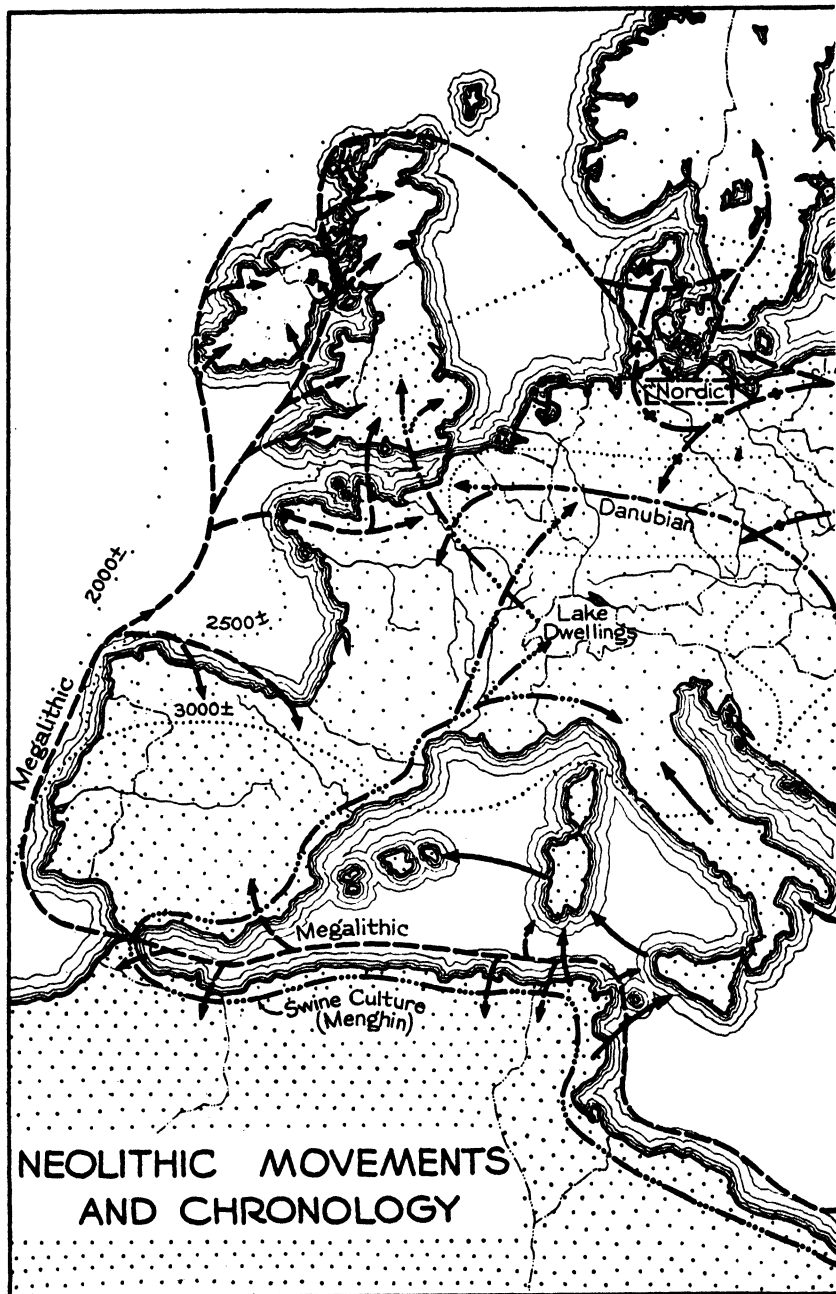 Nordic
Danubian
Lake
Dwellings
2000±
2500±
3000±
Megalithic
Megalithic
Swine Culture
(Menghin)
NEOLITHIC MOVEMENTS
AND CHRONOLOGY